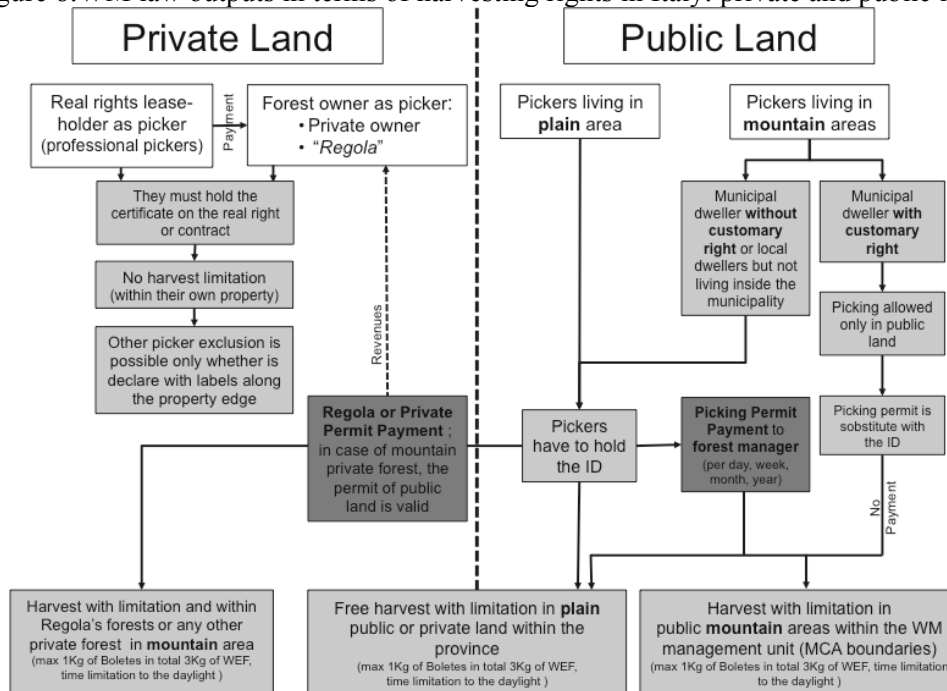 Private Land
Public Land
Real rights lease-
holder as picker
(professional pickers)
Payment
Forest owner as picker:
• Private owner
• “Regola”
Pickers living in
plain area
Pickers living in
mountain areas
They must hold the
certificate on the real right
or contract
No harvest limitation
(within their own property)
Other picker exclusion is
possible only whether is
declare with labels along
the property edge
Revenues
Municipal
dweller without
customary
right or local
dwellers but not
living inside the
municipality
Municipal
dweller with
customary
right
Picking allowed
only in public
land
Picking permit is
substitute with
the ID
No
Payment
Regola or Private
Permit Payment ;
in case of mountain
private forest, the
permit of public
land is valid
Pickers
have to hold
the ID
Picking Permit
Payment to
forest manager
(per day, week,
month, year)
Harvest with limitation and within
Regola’s forests or any other
private forest in mountain area
(max 1Kg of Boletes in total 3Kg of WEF,
time limitation to the daylight )
Free harvest with limitation in plain
public or private land within the
province
(max 1Kg of Boletes in total 3Kg of WEF,
time limitation to the daylight )
Harvest with limitation in
public mountain areas within the WM
management unit (MCA boundaries)
(max 1Kg of Boletes in total 3Kg of WEF, time limitation
to the daylight )